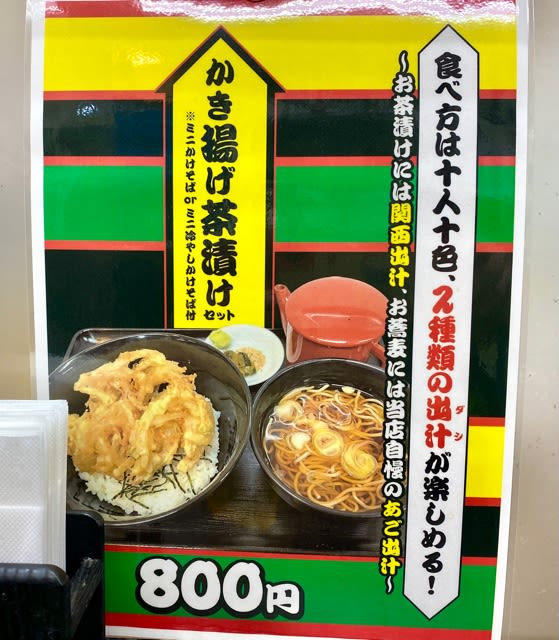 食べ方は十人十色、2種類の出汁が楽しめる！
ダシ
〜お茶漬けには関西出汁、お蕎麦には当店自慢のあご出汁〜
かき揚げ茶漬けセット
※ミニかけそばorミニ冷やしかけそば付
800円